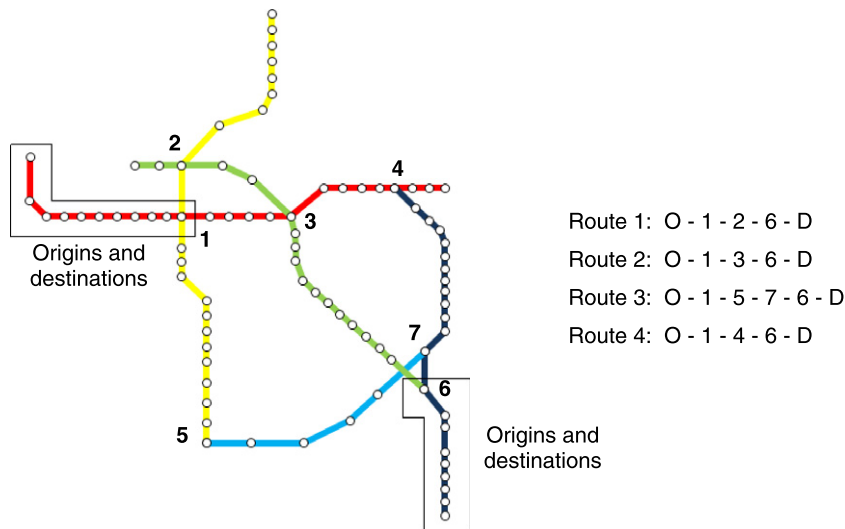 2
4
3
1
Origins and
destinations
Route 1: O - 1 - 2 - 6 - D
Route 2: O - 1 - 3 - 6 - D
Route 3: O - 1 - 5 - 7 - 6 - D
Route 4: O - 1 - 4 - 6 - D
7
6
5
Origins and
destinations